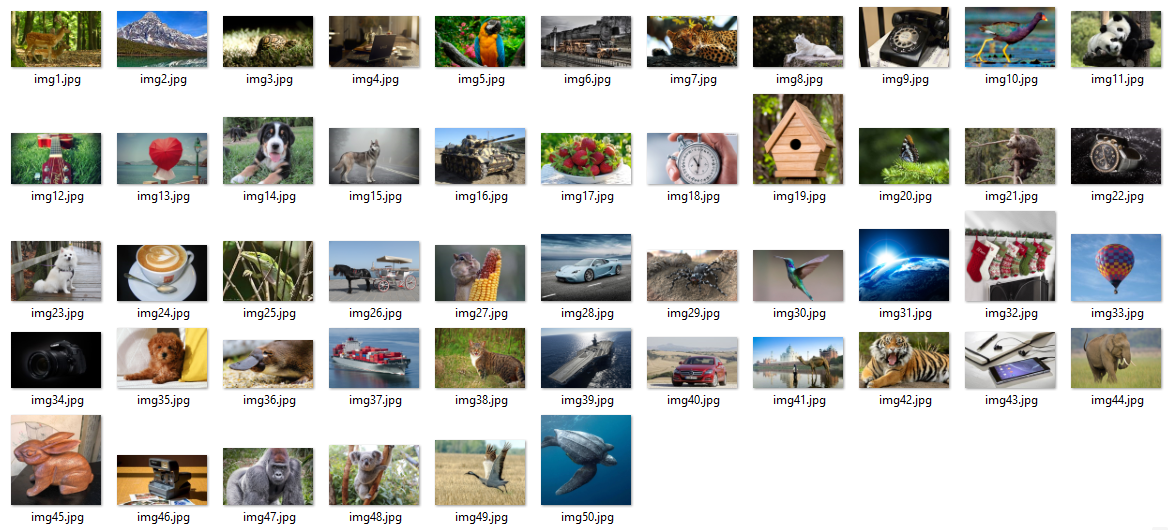 img1.jpg img2.jpg img3.jpg img4.jpg img5.jpg img6.jpg img7.jpg img8.jpg img9.jpg img10.jpg img11.jpg
img12.jpg img13.jpg img14.jpg img15.jpg img16.jpg img17.jpg img18.jpg img19.jpg img20.jpg img21.jpg img22.jpg
img23.jpg img24.jpg img25.jpg img26.jpg img27.jpg img28.jpg img29.jpg img30.jpg img31.jpg img32.jpg img33.jpg
img34.jpg img35.jpg img36.jpg img37.jpg img38.jpg img39.jpg img40.jpg img41.jpg img42.jpg img43.jpg img44.jpg
img45.jpg img46.jpg img47.jpg img48.jpg img49.jpg img50.jpg